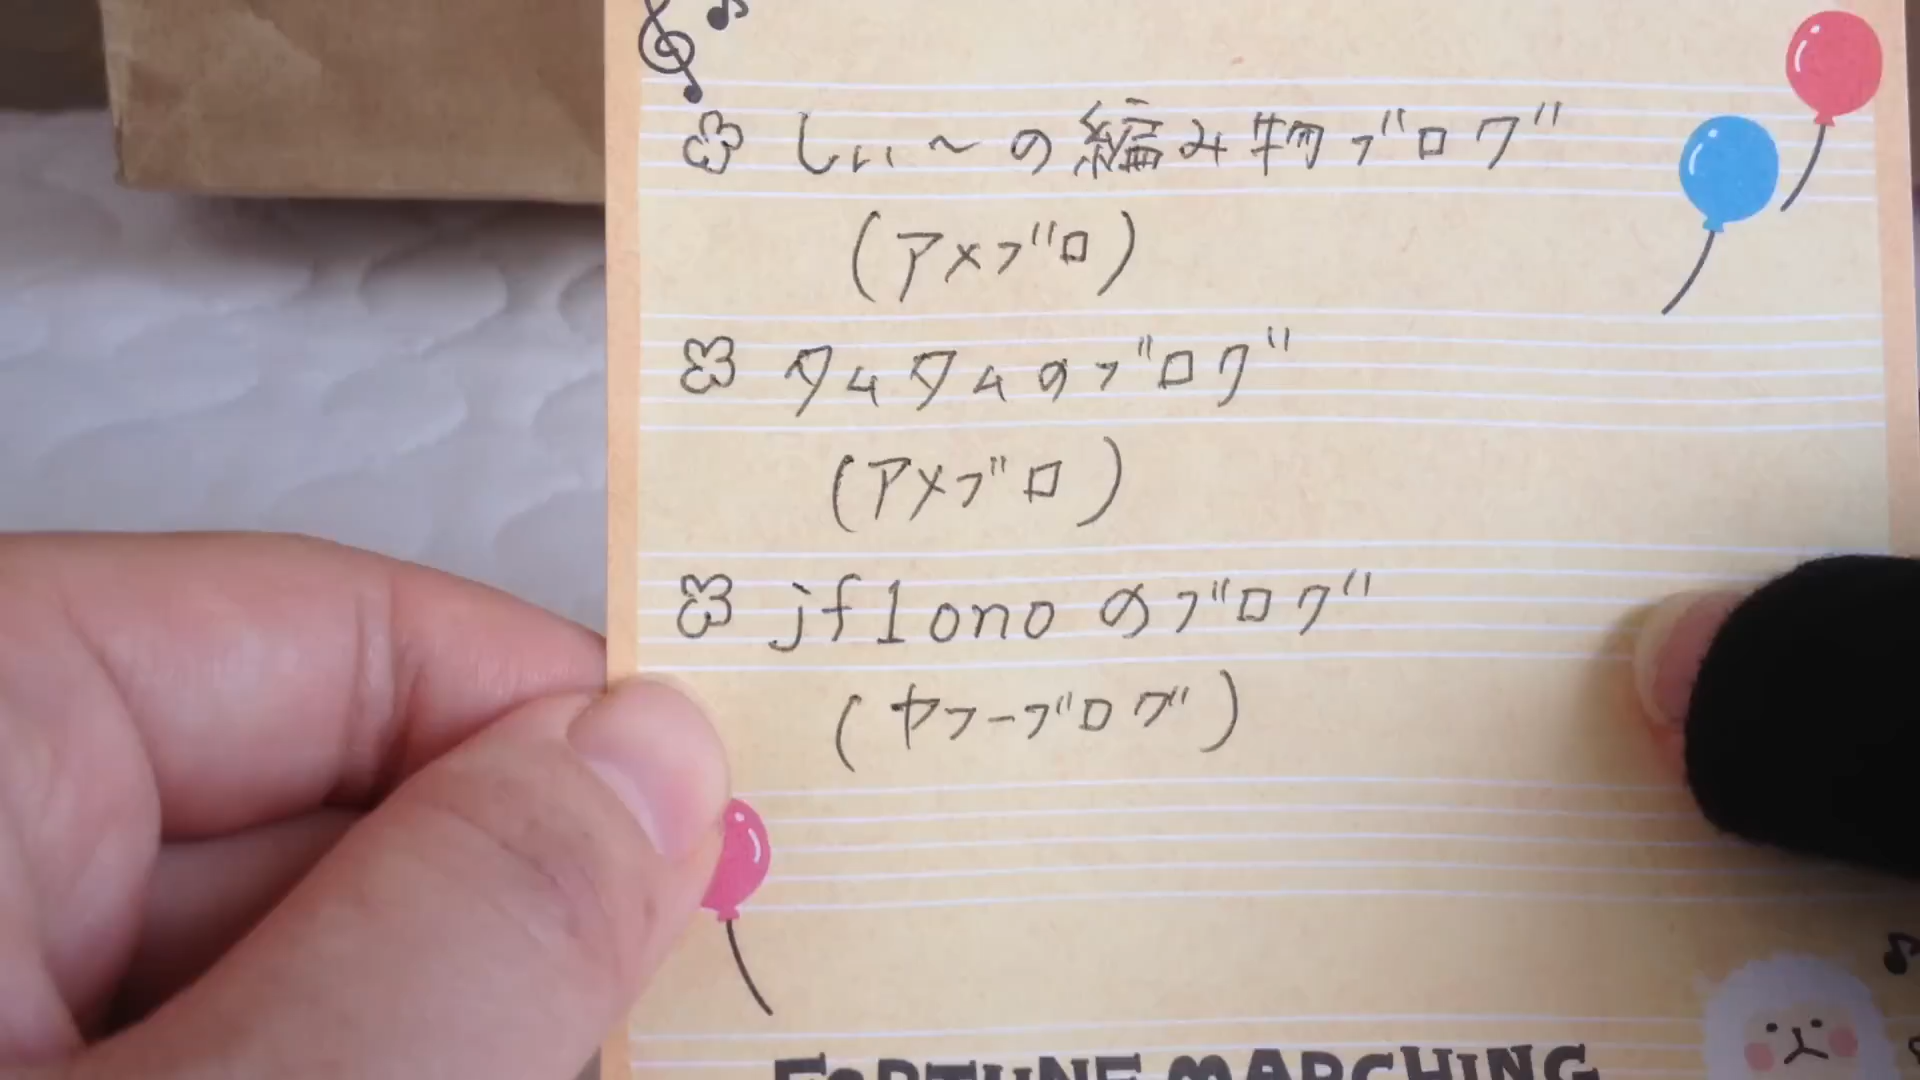 しぃ〜の編み物ブログ
(アメブロ)
タムタムのブログ
(アメブロ)
jf1onoのブログ
(ヤフーブログ)
FORTUNE MARCHING